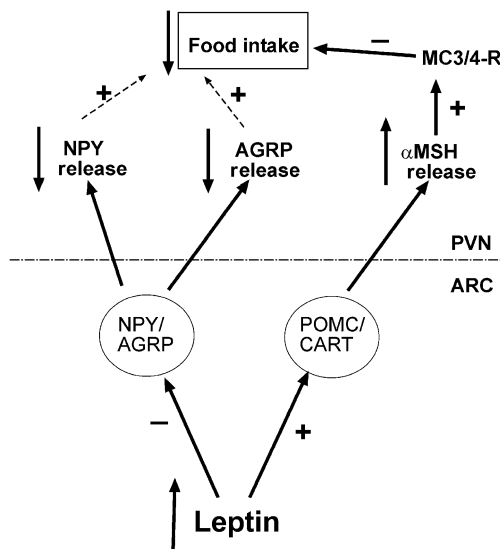 Food intake
−
MC3/4-R
+
+
+
NPY
release
AGRP
release
αMSH
release
PVN
ARC
NPY/
AGRP
POMC/
CART
−
+
Leptin